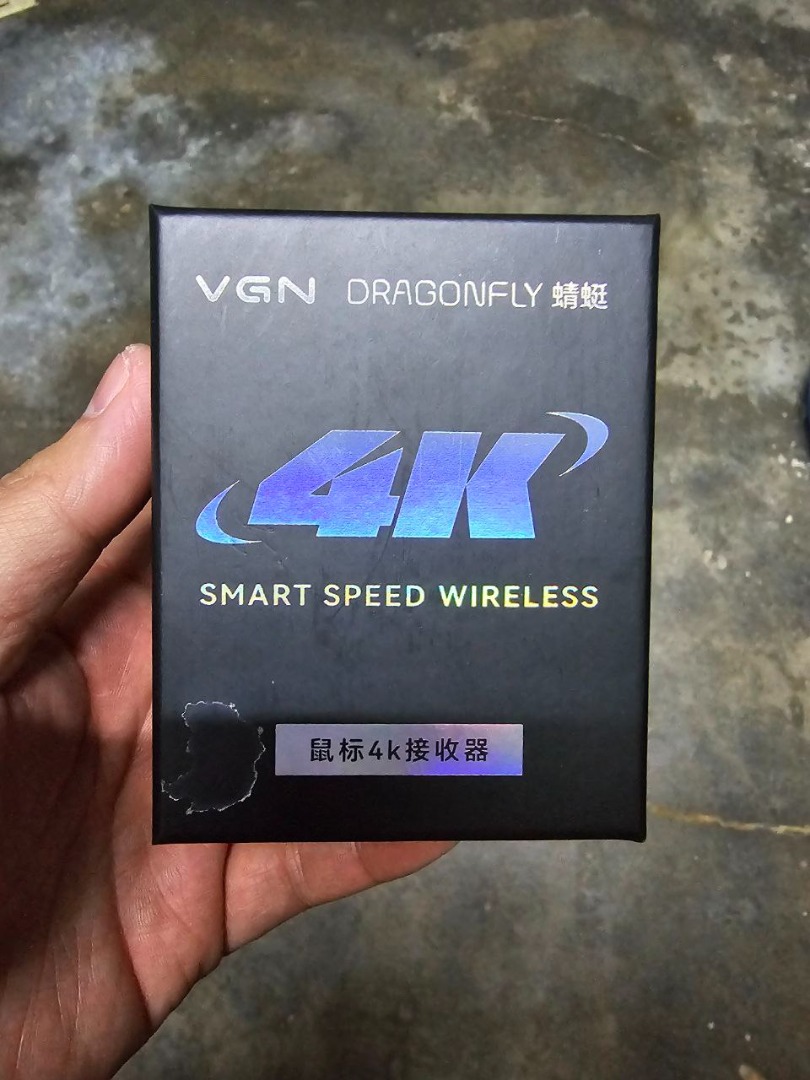 VGN DRAGONFLY 蜻蜓
4K
SMART SPEED WIRELESS
鼠标4k接收器